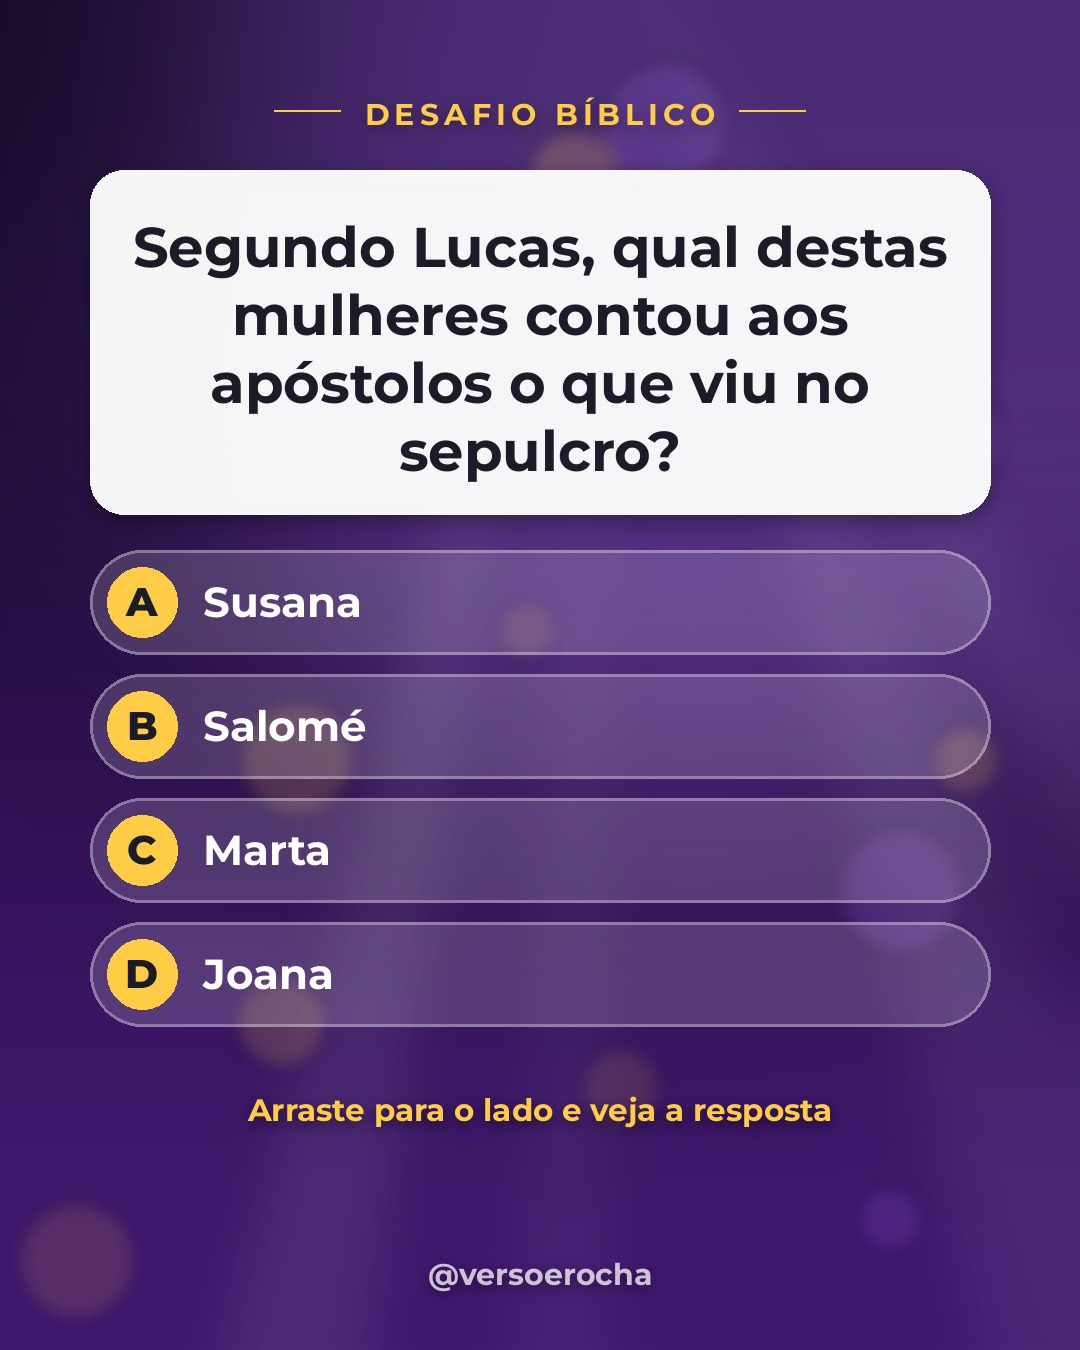 DESAFIO BÍBLICO
Segundo Lucas, qual destas
mulheres contou aos
apóstolos o que viu no
sepulcro?
A Susana
B Salomé
C Marta
D Joana
Arraste para o lado e veja a resposta
@versoerocha